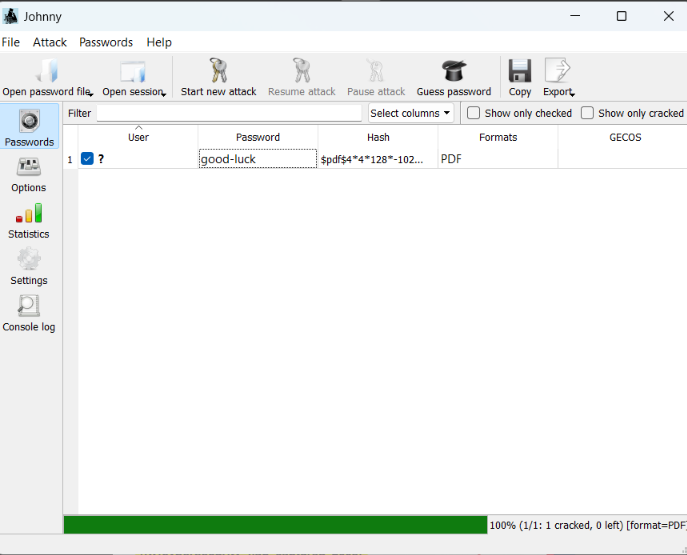 Johnny
File Attack Passwords Help
Open password file Open session Start new attack Resume attack Pause attack Guess password Copy Export
Filter Select columns Show only checked Show only cracked
Passwords
User Password Hash Formats GECOS
1 ? good-luck $pdf$4*4*128*-102... PDF
Options
Statistics
Settings
Console log
100% (1/1: 1 cracked, 0 left) [format=PDF]